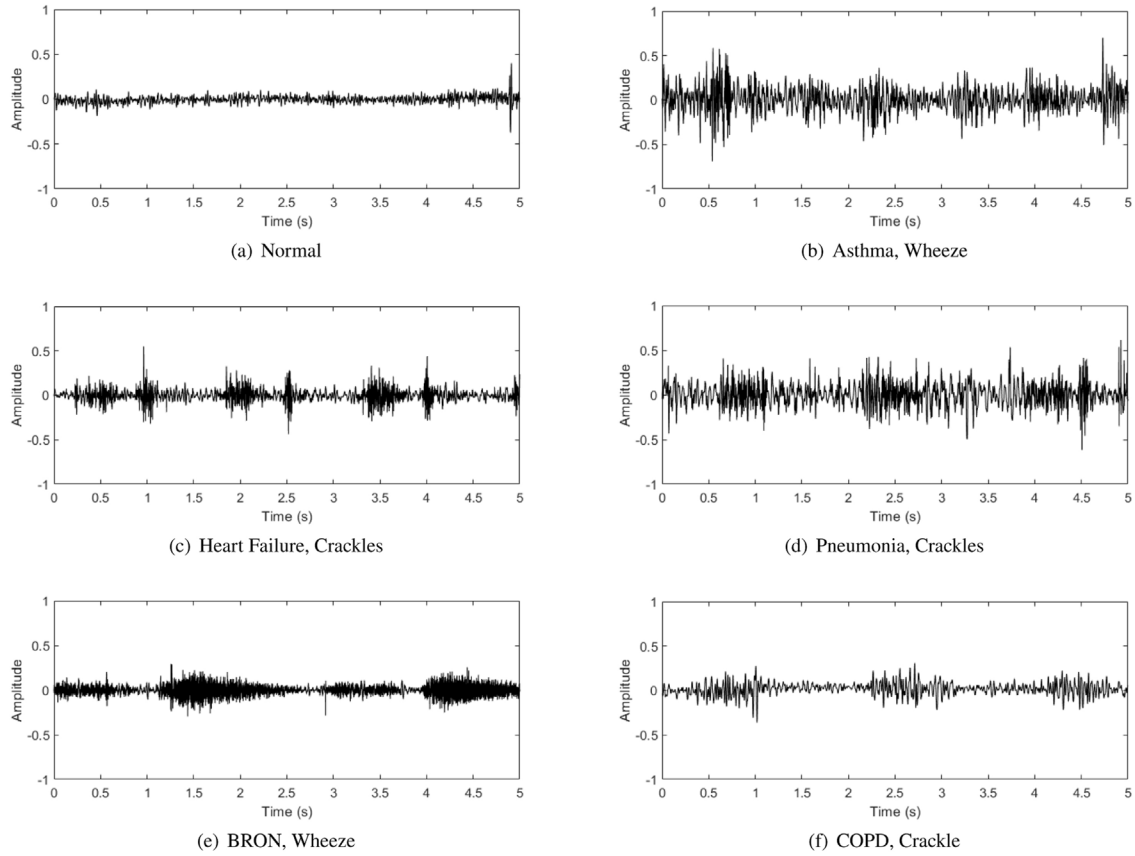 1
0.5
0
-0.5
-1
Amplitude
0 0.5 1 1.5 2 2.5 3 3.5 4 4.5 5
Time (s)
(a) Normal
1
0.5
0
-0.5
-1
Amplitude
0 0.5 1 1.5 2 2.5 3 3.5 4 4.5 5
Time (s)
(b) Asthma, Wheeze
1
0.5
0
-0.5
-1
Amplitude
0 0.5 1 1.5 2 2.5 3 3.5 4 4.5 5
Time (s)
(c) Heart Failure, Crackles
1
0.5
0
-0.5
-1
Amplitude
0 0.5 1 1.5 2 2.5 3 3.5 4 4.5 5
Time (s)
(d) Pneumonia, Crackles
1
0.5
0
-0.5
-1
Amplitude
0 0.5 1 1.5 2 2.5 3 3.5 4 4.5 5
Time (s)
(e) BRON, Wheeze
1
0.5
0
-0.5
-1
Amplitude
0 0.5 1 1.5 2 2.5 3 3.5 4 4.5 5
Time (s)
(f) COPD, Crackle